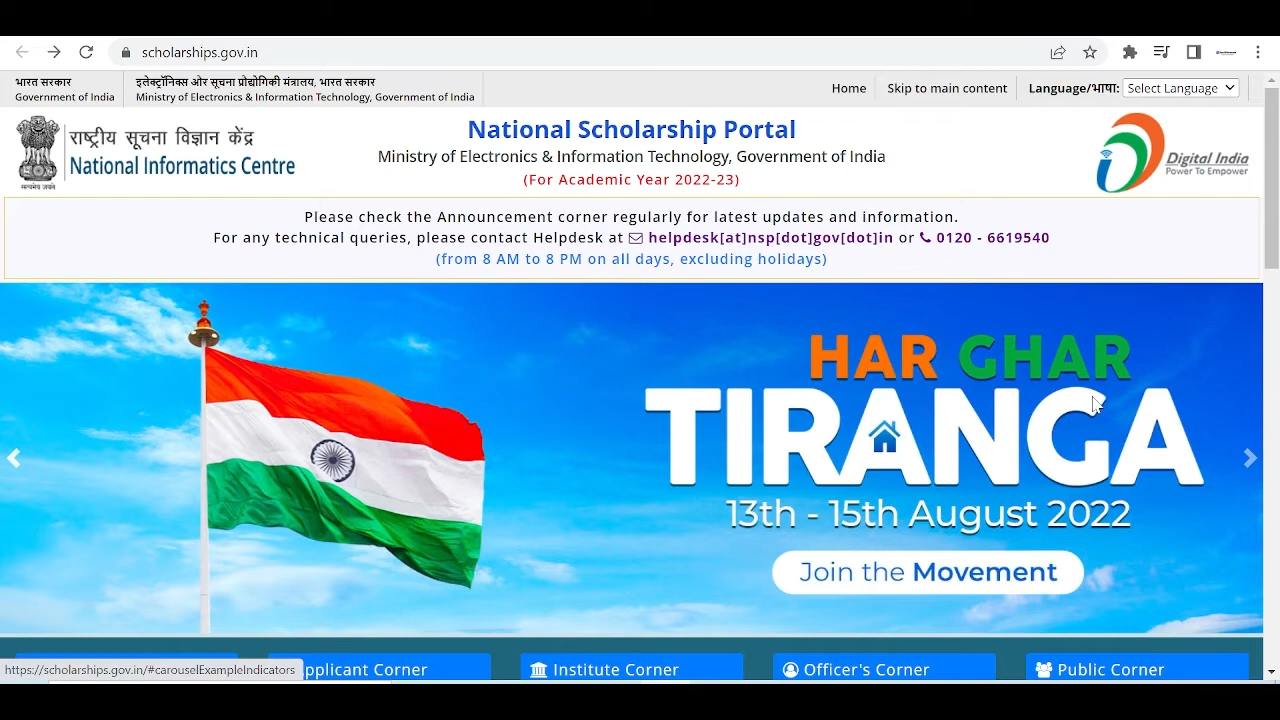 scholarships.gov.in
भारत सरकार
Government of India
इलेक्ट्रॉनिक्स ओर सूचना प्रोद्योगिकी मंत्रालय, भारत सरकार
Ministry of Electronics & Information Technology, Government of India
Home
Skip to main content
Language/भाषा:
Select Language
राष्ट्रीय सूचना विज्ञान केंद्र
National Informatics Centre
सत्यमेव जयते
National Scholarship Portal
Ministry of Electronics & Information Technology, Government of India
(For Academic Year 2022-23)
Digital India
Power To Empower
Please check the Announcement corner regularly for latest updates and information.
For any technical queries, please contact Helpdesk at helpdesk[at]nsp[dot]gov[dot]in or 0120 - 6619540
(from 8 AM to 8 PM on all days, excluding holidays)
HAR GHAR
TIRANGA
13th - 15th August 2022
Join the Movement
https://scholarships.gov.in/#carouselExampleIndicators
Corner
Institute Corner
Officer's Corner
Public Corner